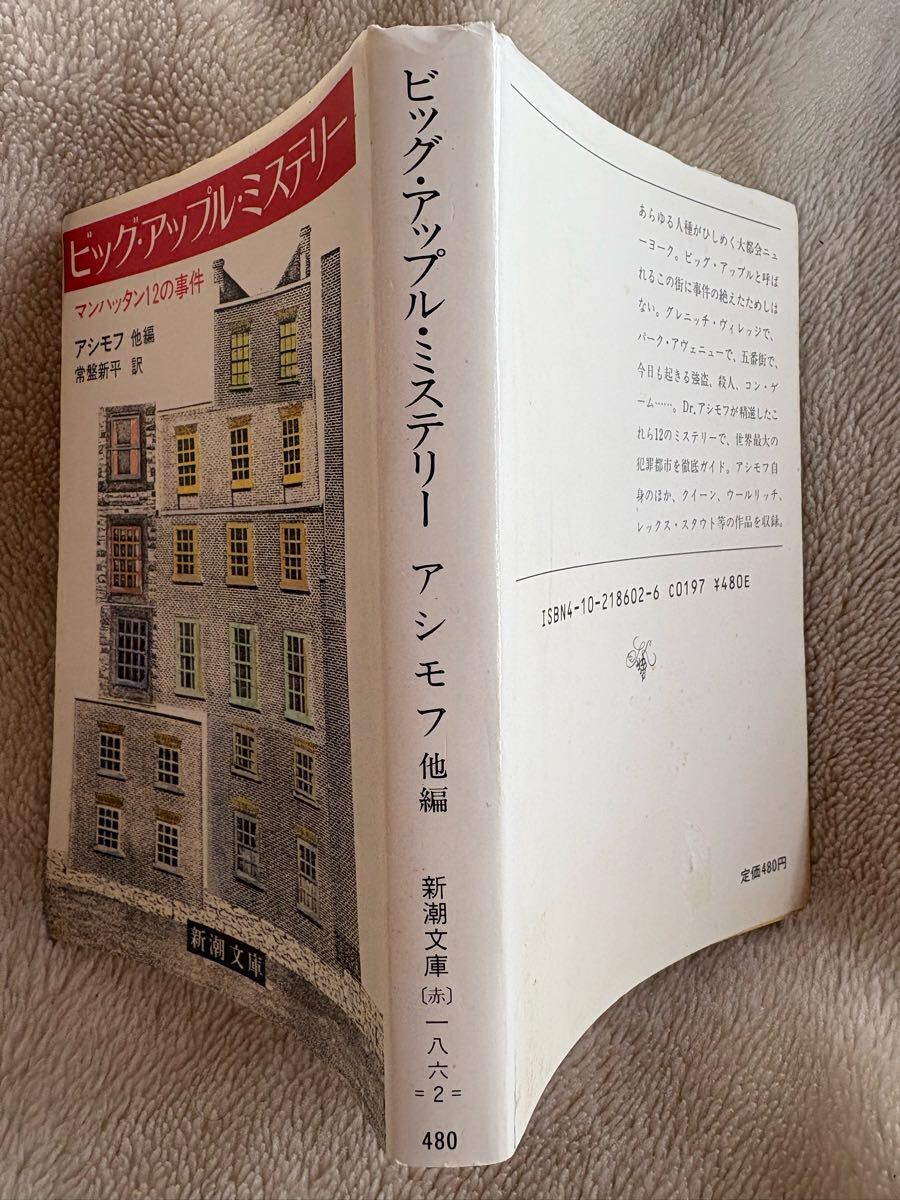 ビッグ・アップル・ミステリー
マンハッタン12の事件
アシモフ 他編
常盤新平 訳
新潮文庫
ビッグ・アップル・ミステリー アシモフ他編 新潮文庫〔赤〕一八六=2=
480
あらゆる人種がひしめく大都会ニュ
ーヨーク。ビッグ・アップルと呼ば
れるこの街に事件の絶えたためしは
ない。グレニッチ・ヴィレッジで、
パーク・アヴェニューで、五番街で、
今日も起きる強盗、殺人、コン・ゲ
ーム……。Dr.アシモフが精選したこ
れら12のミステリーで、世界最大の
犯罪都市を徹底ガイド。アシモフ自
身のほか、クイーン、ウールリッチ、
レックス・スタウト等の作品を収録。
ISBN4-10-218602-6 C0197 ¥480E
定価480円